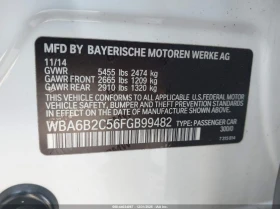 MFD BY BAYERISCHE MOTOREN WERKE AG
11/14
GVWR 5455 lbs 2474 kg
GAWR FRONT 2665 lbs 1209 kg
GAWR REAR 2910 lbs 1320 kg
THIS VEHICLE CONFORMS TO ALL APPLICABLE
FEDERAL MOTOR VEHICLE SAFETY, BUMPER,
AND THEFT PREVENTION STANDARDS IN EFFECT
ON THE DATE OF MANUFACTURE SHOWN ABOVE.
WBA6B2C56FGB99482 TYPE: PASSENGER CAR